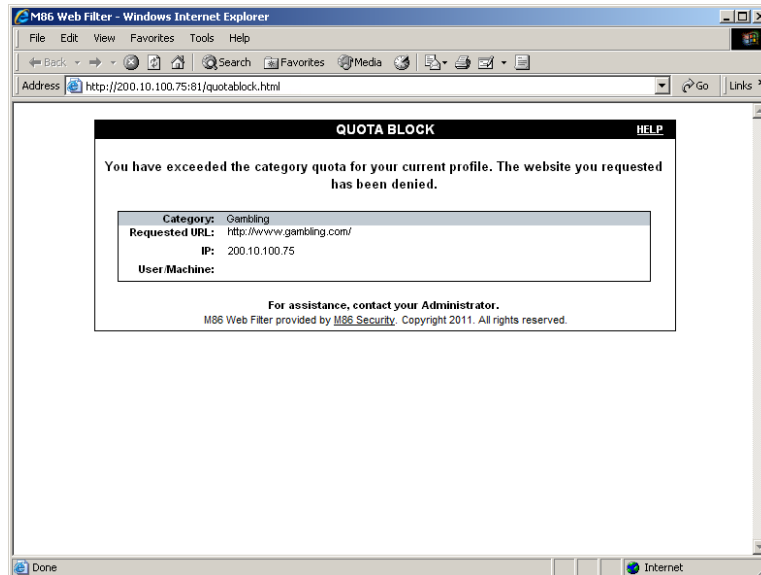 M86 Web Filter - Windows Internet Explorer
File Edit View Favorites Tools Help
Back Search Favorites Media
Address http://200.10.100.75:81/quotablock.html Go Links
QUOTA BLOCK HELP
You have exceeded the category quota for your current profile. The website you requested
has been denied.
Category: Gambling
Requested URL: http://www.gambling.com/
IP: 200.10.100.75
User/Machine:
For assistance, contact your Administrator.
M86 Web Filter provided by M86 Security. Copyright 2011. All rights reserved.
Done Internet